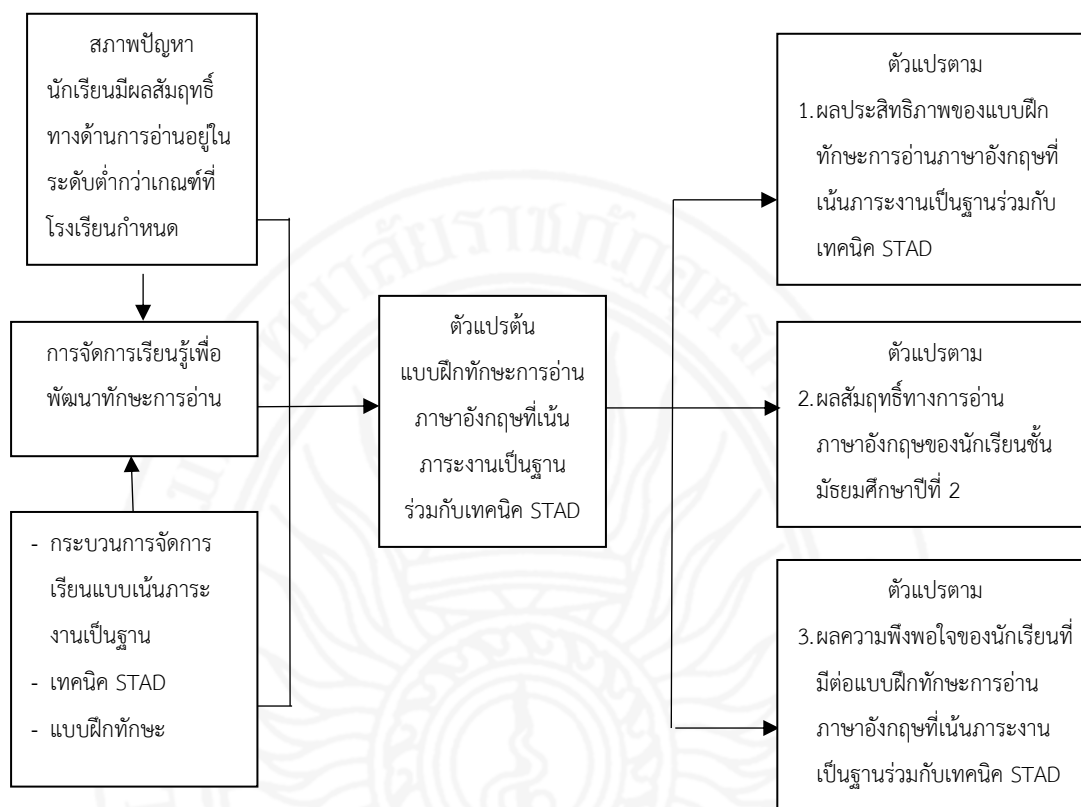 สภาพปัญหา
นักเรียนมีผลสัมฤทธิ์
ทางด้านการอ่านอยู่ใน
ระดับต่ำกว่าเกณฑ์ที่
โรงเรียนกำหนด
การจัดการเรียนรู้เพื่อ
พัฒนาทักษะการอ่าน
- กระบวนการจัดการ
เรียนแบบเน้นภาระ
งานเป็นฐาน
- เทคนิค STAD
- แบบฝึกทักษะ
ตัวแปรต้น
แบบฝึกทักษะการอ่าน
ภาษาอังกฤษที่เน้น
ภาระงานเป็นฐาน
ร่วมกับเทคนิค STAD
ตัวแปรตาม
1.ผลประสิทธิภาพของแบบฝึก
ทักษะการอ่านภาษาอังกฤษที่
เน้นภาระงานเป็นฐานร่วมกับ
เทคนิค STAD
ตัวแปรตาม
2.ผลสัมฤทธิ์ทางการอ่าน
ภาษาอังกฤษของนักเรียนชั้น
มัธยมศึกษาปีที่ 2
ตัวแปรตาม
3.ผลความพึงพอใจของนักเรียนที่
มีต่อแบบฝึกทักษะการอ่าน
ภาษาอังกฤษที่เน้นภาระงาน
เป็นฐานร่วมกับเทคนิค STAD